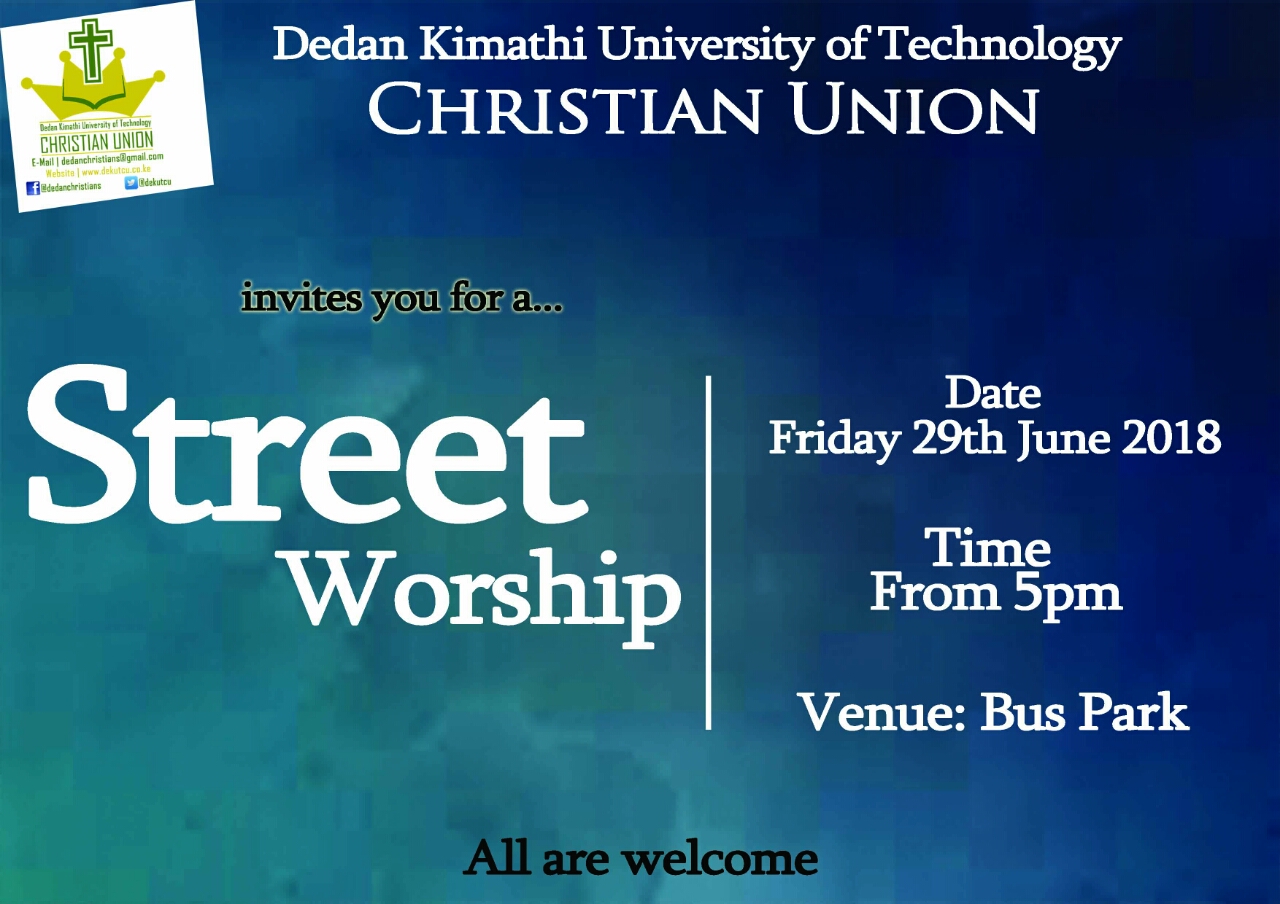 Dedan Kimathi University of Technology
CHRISTIAN UNION
E-Mail | dedanchristians@gmail.com
Website | www.dekutcu.co.ke
@dedanchristians @dekutcu
Dedan Kimathi University of Technology
CHRISTIAN UNION
invites you for a...
Street
Worship
Date
Friday 29th June 2018
Time
From 5pm
Venue: Bus Park
All are welcome